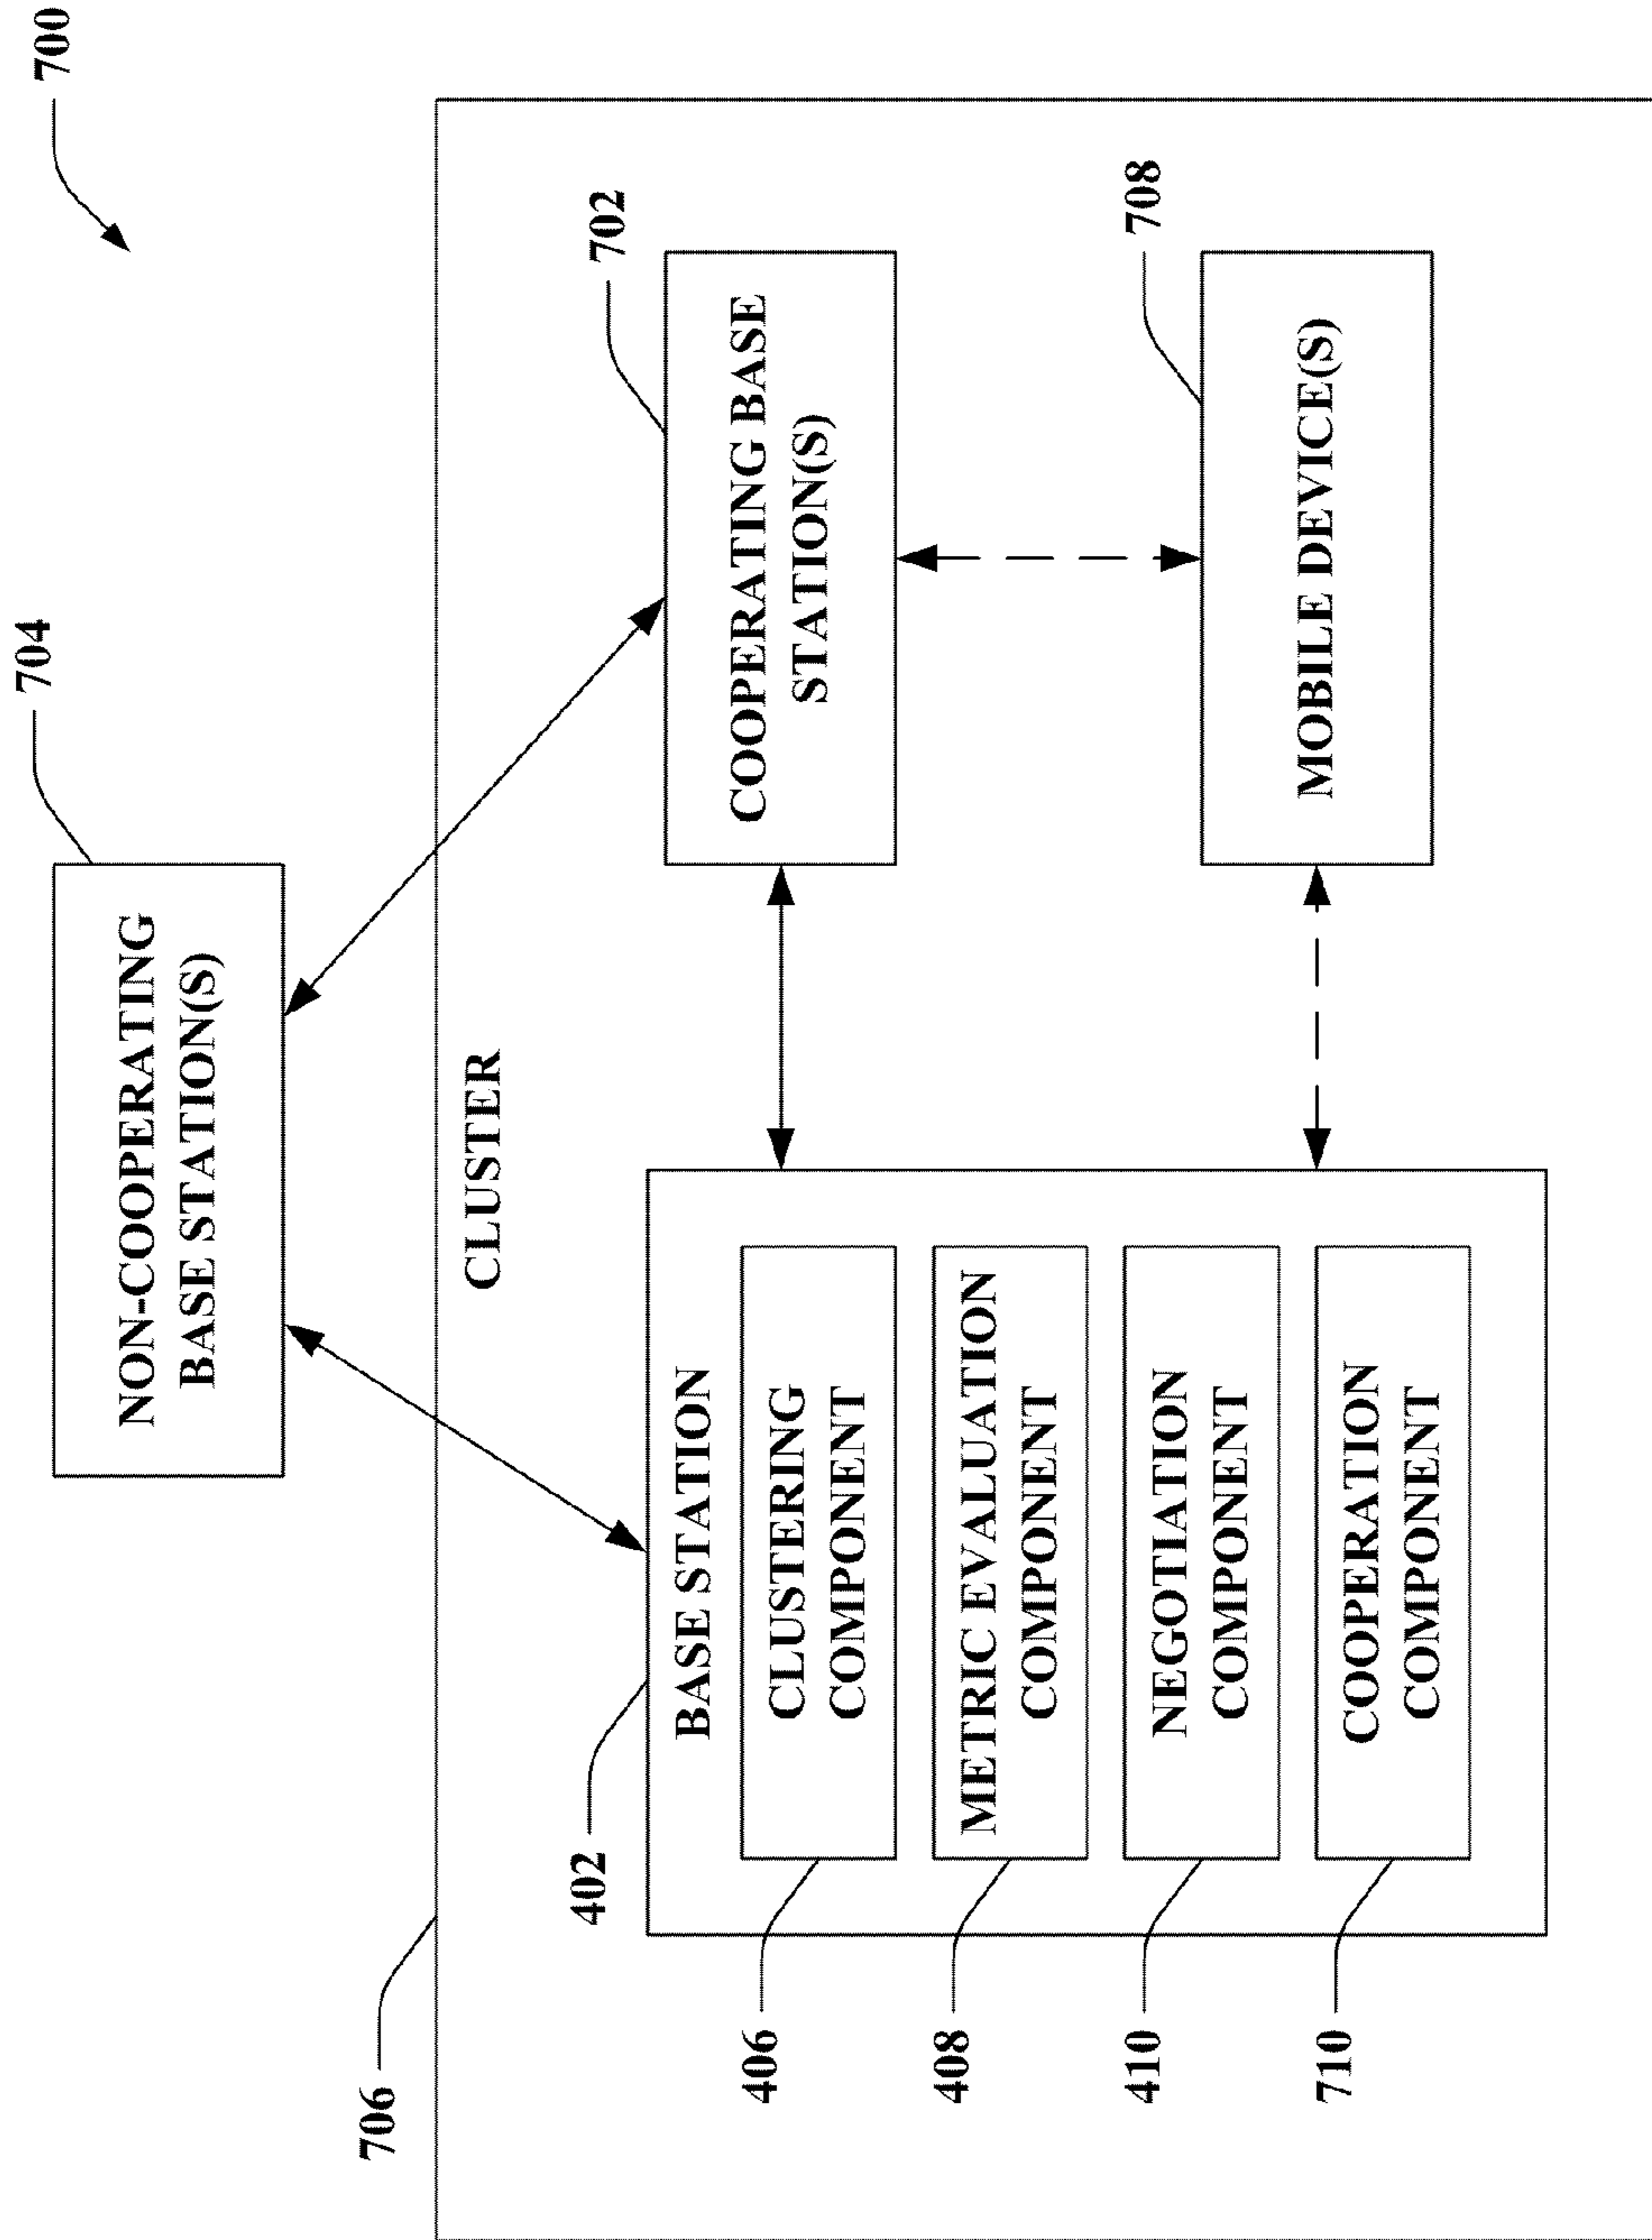 700
704
NON-COOPERATING
BASE STATION(S)
706
CLUSTER
402
BASE STATION
702
COOPERATING BASE
STATION(S)
406
CLUSTERING
COMPONENT
408
METRIC EVALUATION
COMPONENT
410
NEGOTIATION
COMPONENT
708
MOBILE DEVICE(S)
710
COOPERATION
COMPONENT